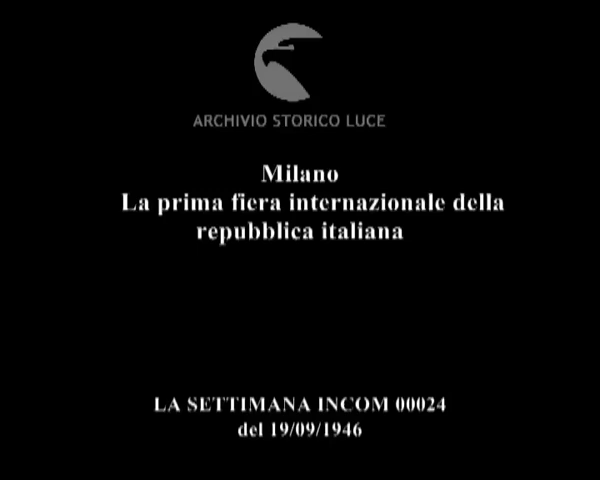 ARCHIVIO STORICO LUCE
Milano
La prima fiera internazionale della
repubblica italiana
LA SETTIMANA INCOM 00024
del 19/09/1946